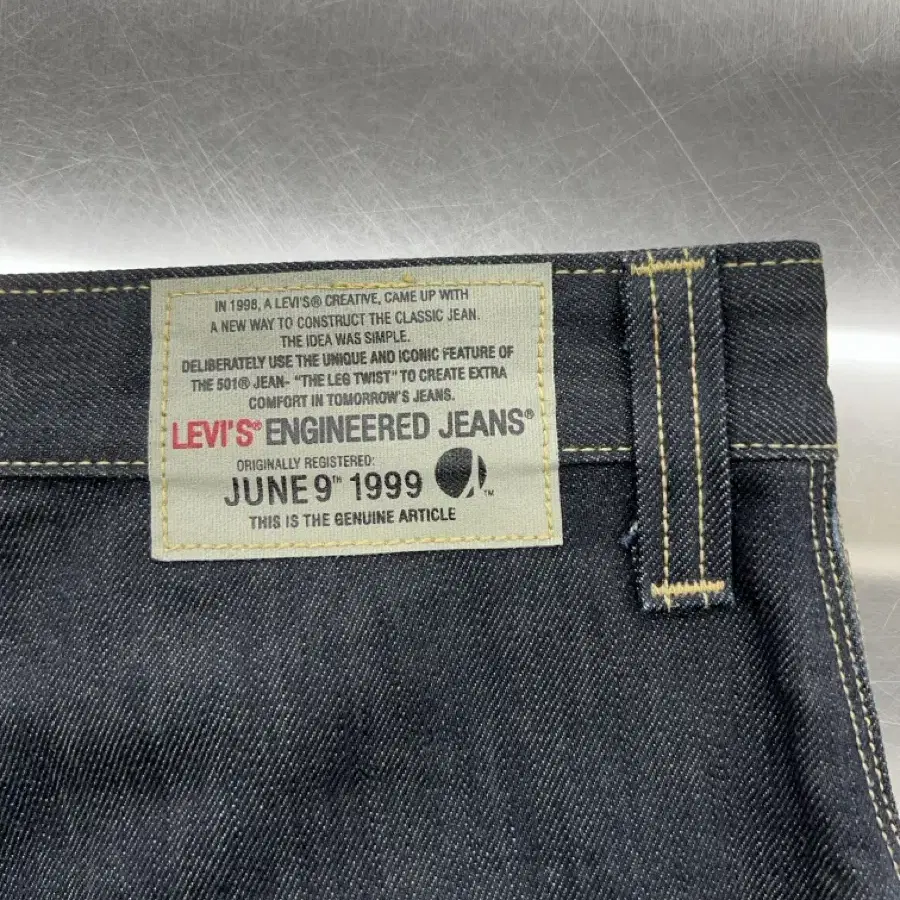 IN 1998, A LEVI'S® CREATIVE, CAME UP WITH
A NEW WAY TO CONSTRUCT THE CLASSIC JEAN.
THE IDEA WAS SIMPLE.
DELIBERATELY USE THE UNIQUE AND ICONIC FEATURE OF
THE 501® JEAN- "THE LEG TWIST" TO CREATE EXTRA
COMFORT IN TOMORROW'S JEANS.
LEVI'S® ENGINEERED JEANS®
ORIGINALLY REGISTERED:
JUNE 9TH 1999 ™
THIS IS THE GENUINE ARTICLE